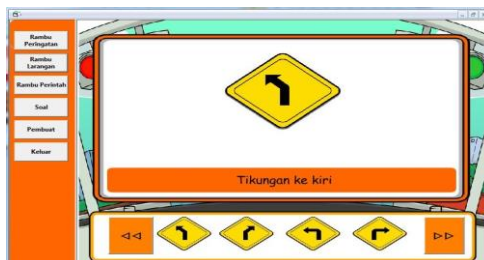 Rambu
Peringatan
Rambu
Larangan
Rambu Perintah
Soal
Pembuat
Keluar
Tikungan ke kiri